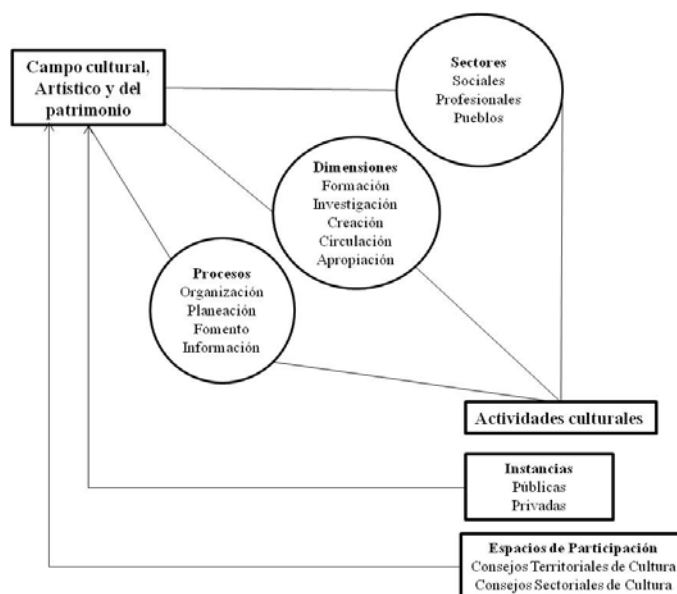 Campo cultural,
Artístico y del
patrimonio
Sectores
Sociales
Profesionales
Pueblos
Dimensiones
Formación
Investigación
Creación
Circulación
Apropiación
Procesos
Organización
Planeación
Fomento
Información
Actividades culturales
Instancias
Públicas
Privadas
Espacios de Participación
Consejos Territoriales de Cultura
Consejos Sectoriales de Cultura